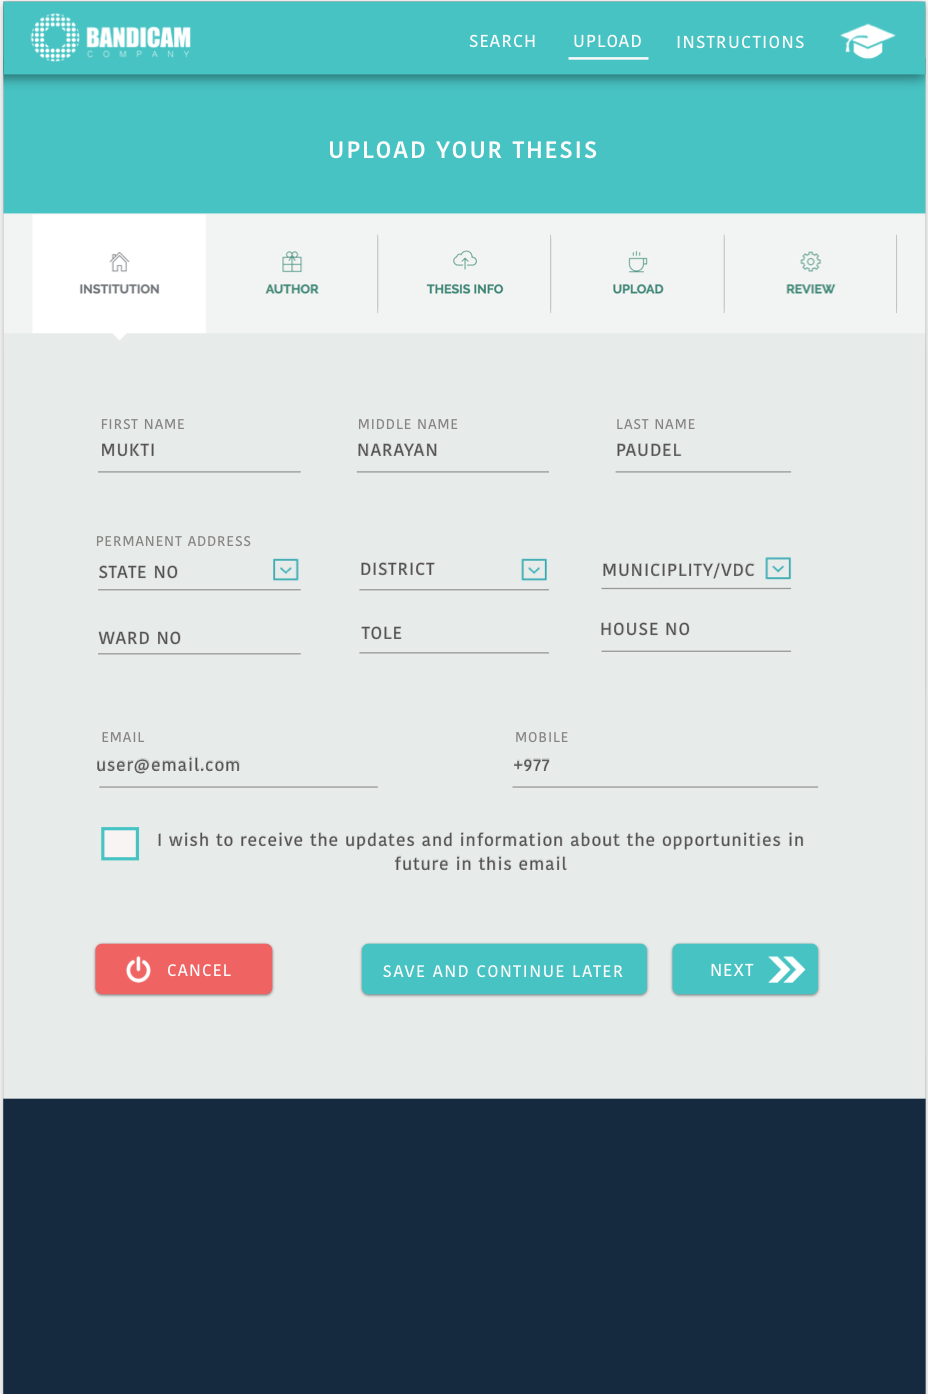 BANDICAM
COMPANY
SEARCH UPLOAD INSTRUCTIONS
UPLOAD YOUR THESIS
INSTITUTION AUTHOR THESIS INFO UPLOAD REVIEW
FIRST NAME MIDDLE NAME LAST NAME
MUKTI NARAYAN PAUDEL
PERMANENT ADDRESS
STATE NO DISTRICT MUNICIPLITY/VDC
WARD NO TOLE HOUSE NO
EMAIL MOBILE
user@email.com +977
I wish to receive the updates and information about the opportunities in
future in this email
CANCEL SAVE AND CONTINUE LATER NEXT